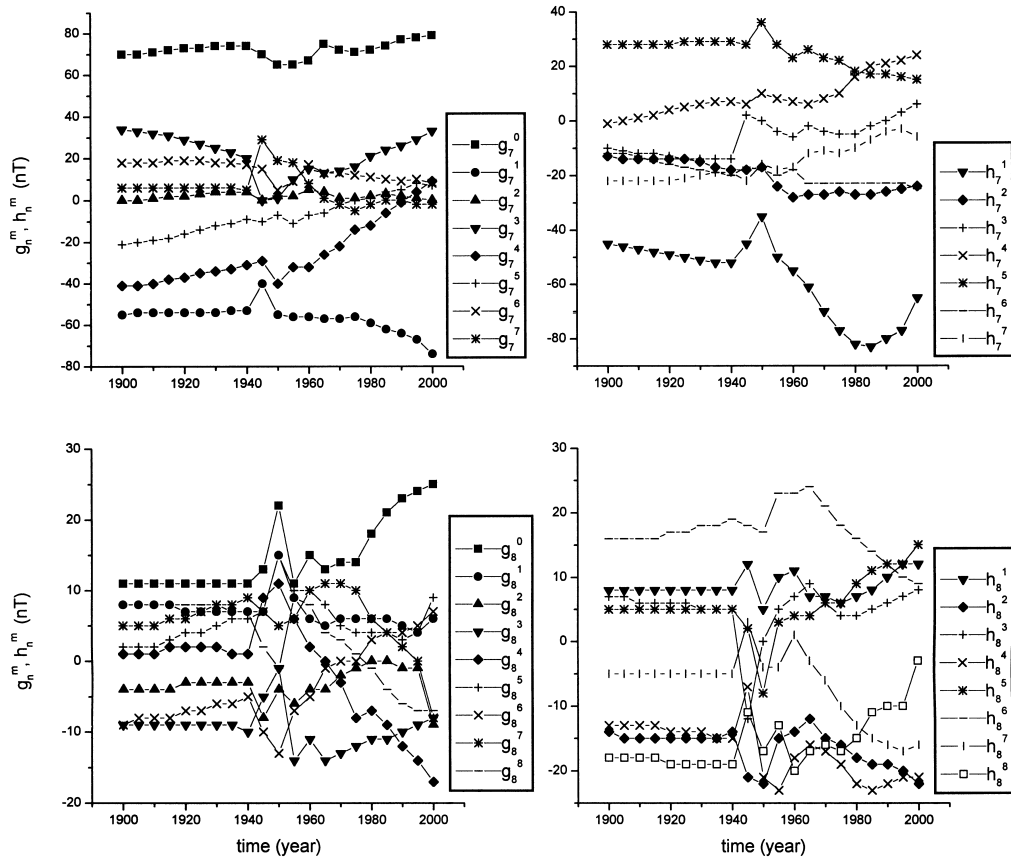 80
60
40
20
0
-20
-40
-60
-80
g_n^m, h_n^m (nT)
1900 1920 1940 1960 1980 2000
g_7^0
g_7^1
g_7^2
g_7^3
g_7^4
g_7^5
g_7^6
g_7^7
40
20
0
-20
-40
-60
-80
1900 1920 1940 1960 1980 2000
h_7^1
h_7^2
h_7^3
h_7^4
h_7^5
h_7^6
h_7^7
30
20
10
0
-10
-20
g_n^m, h_n^m (nT)
1900 1920 1940 1960 1980 2000
time (year)
g_8^0
g_8^1
g_8^2
g_8^3
g_8^4
g_8^5
g_8^6
g_8^7
g_8^8
30
20
10
0
-10
-20
1900 1920 1940 1960 1980 2000
time (year)
h_8^1
h_8^2
h_8^3
h_8^4
h_8^5
h_8^6
h_8^7
h_8^8